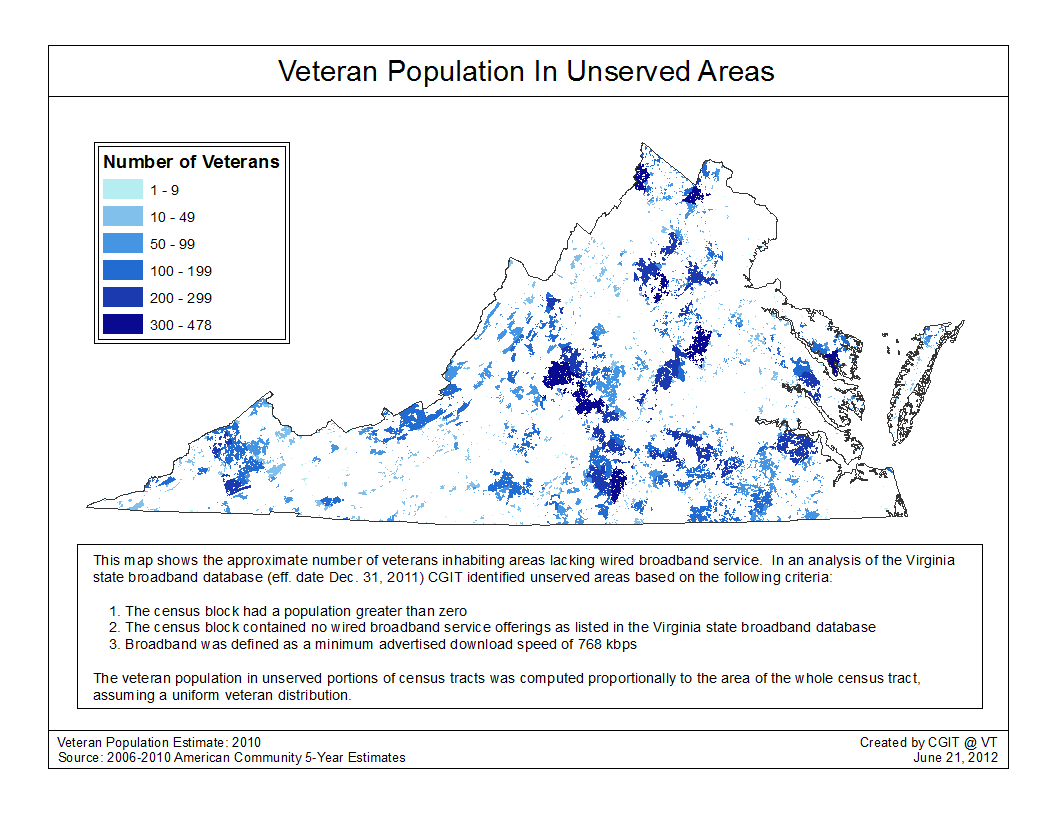 Veteran Population In Unserved Areas
Number of Veterans
1 - 9
10 - 49
50 - 99
100 - 199
200 - 299
300 - 478
This map shows the approximate number of veterans inhabiting areas lacking wired broadband service.  In an analysis of the Virginia
state broadband database (eff. date Dec. 31, 2011) CGIT identified unserved areas based on the following criteria:
1. The census block had a population greater than zero
2. The census block contained no wired broadband service offerings as listed in the Virginia state broadband database
3. Broadband was defined as a minimum advertised download speed of 768 kbps
The veteran population in unserved portions of census tracts was computed proportionally to the area of the whole census tract,
assuming a uniform veteran distribution.
Veteran Population Estimate: 2010
Source: 2006-2010 American Community 5-Year Estimates
Created by CGIT @ VT
June 21, 2012